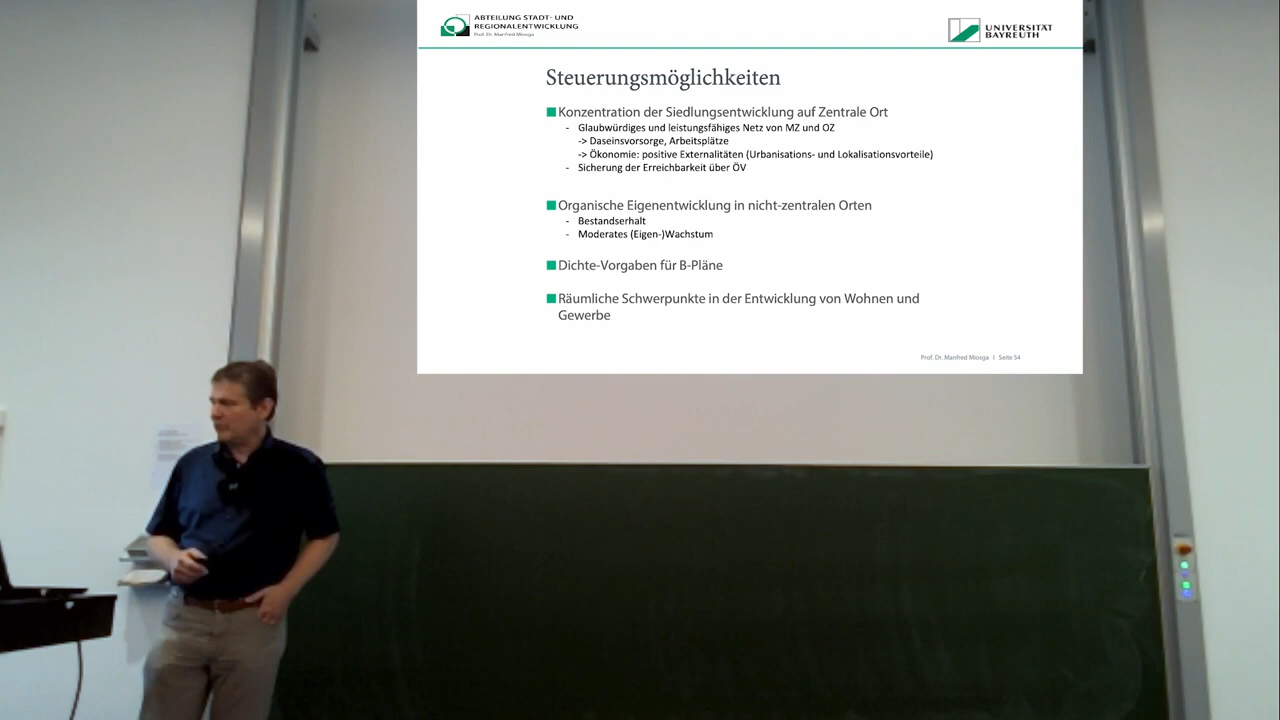 ABTEILUNG STADT- UND
REGIONALENTWICKLUNG
Prof. Dr. Manfred Miosga
UNIVERSITÄT
BAYREUTH
Steuerungsmöglichkeiten
Konzentration der Siedlungsentwicklung auf Zentrale Ort
- Glaubwürdiges und leistungsfähiges Netz von MZ und OZ
-> Daseinsvorsorge, Arbeitsplätze
-> Ökonomie: positive Externalitäten (Urbanisations- und Lokalisationsvorteile)
- Sicherung der Erreichbarkeit über ÖV
Organische Eigenentwicklung in nicht-zentralen Orten
- Bestandserhalt
- Moderates (Eigen-)Wachstum
Dichte-Vorgaben für B-Pläne
Räumliche Schwerpunkte in der Entwicklung von Wohnen und
Gewerbe
Prof. Dr. Manfred Miosga | Seite 54